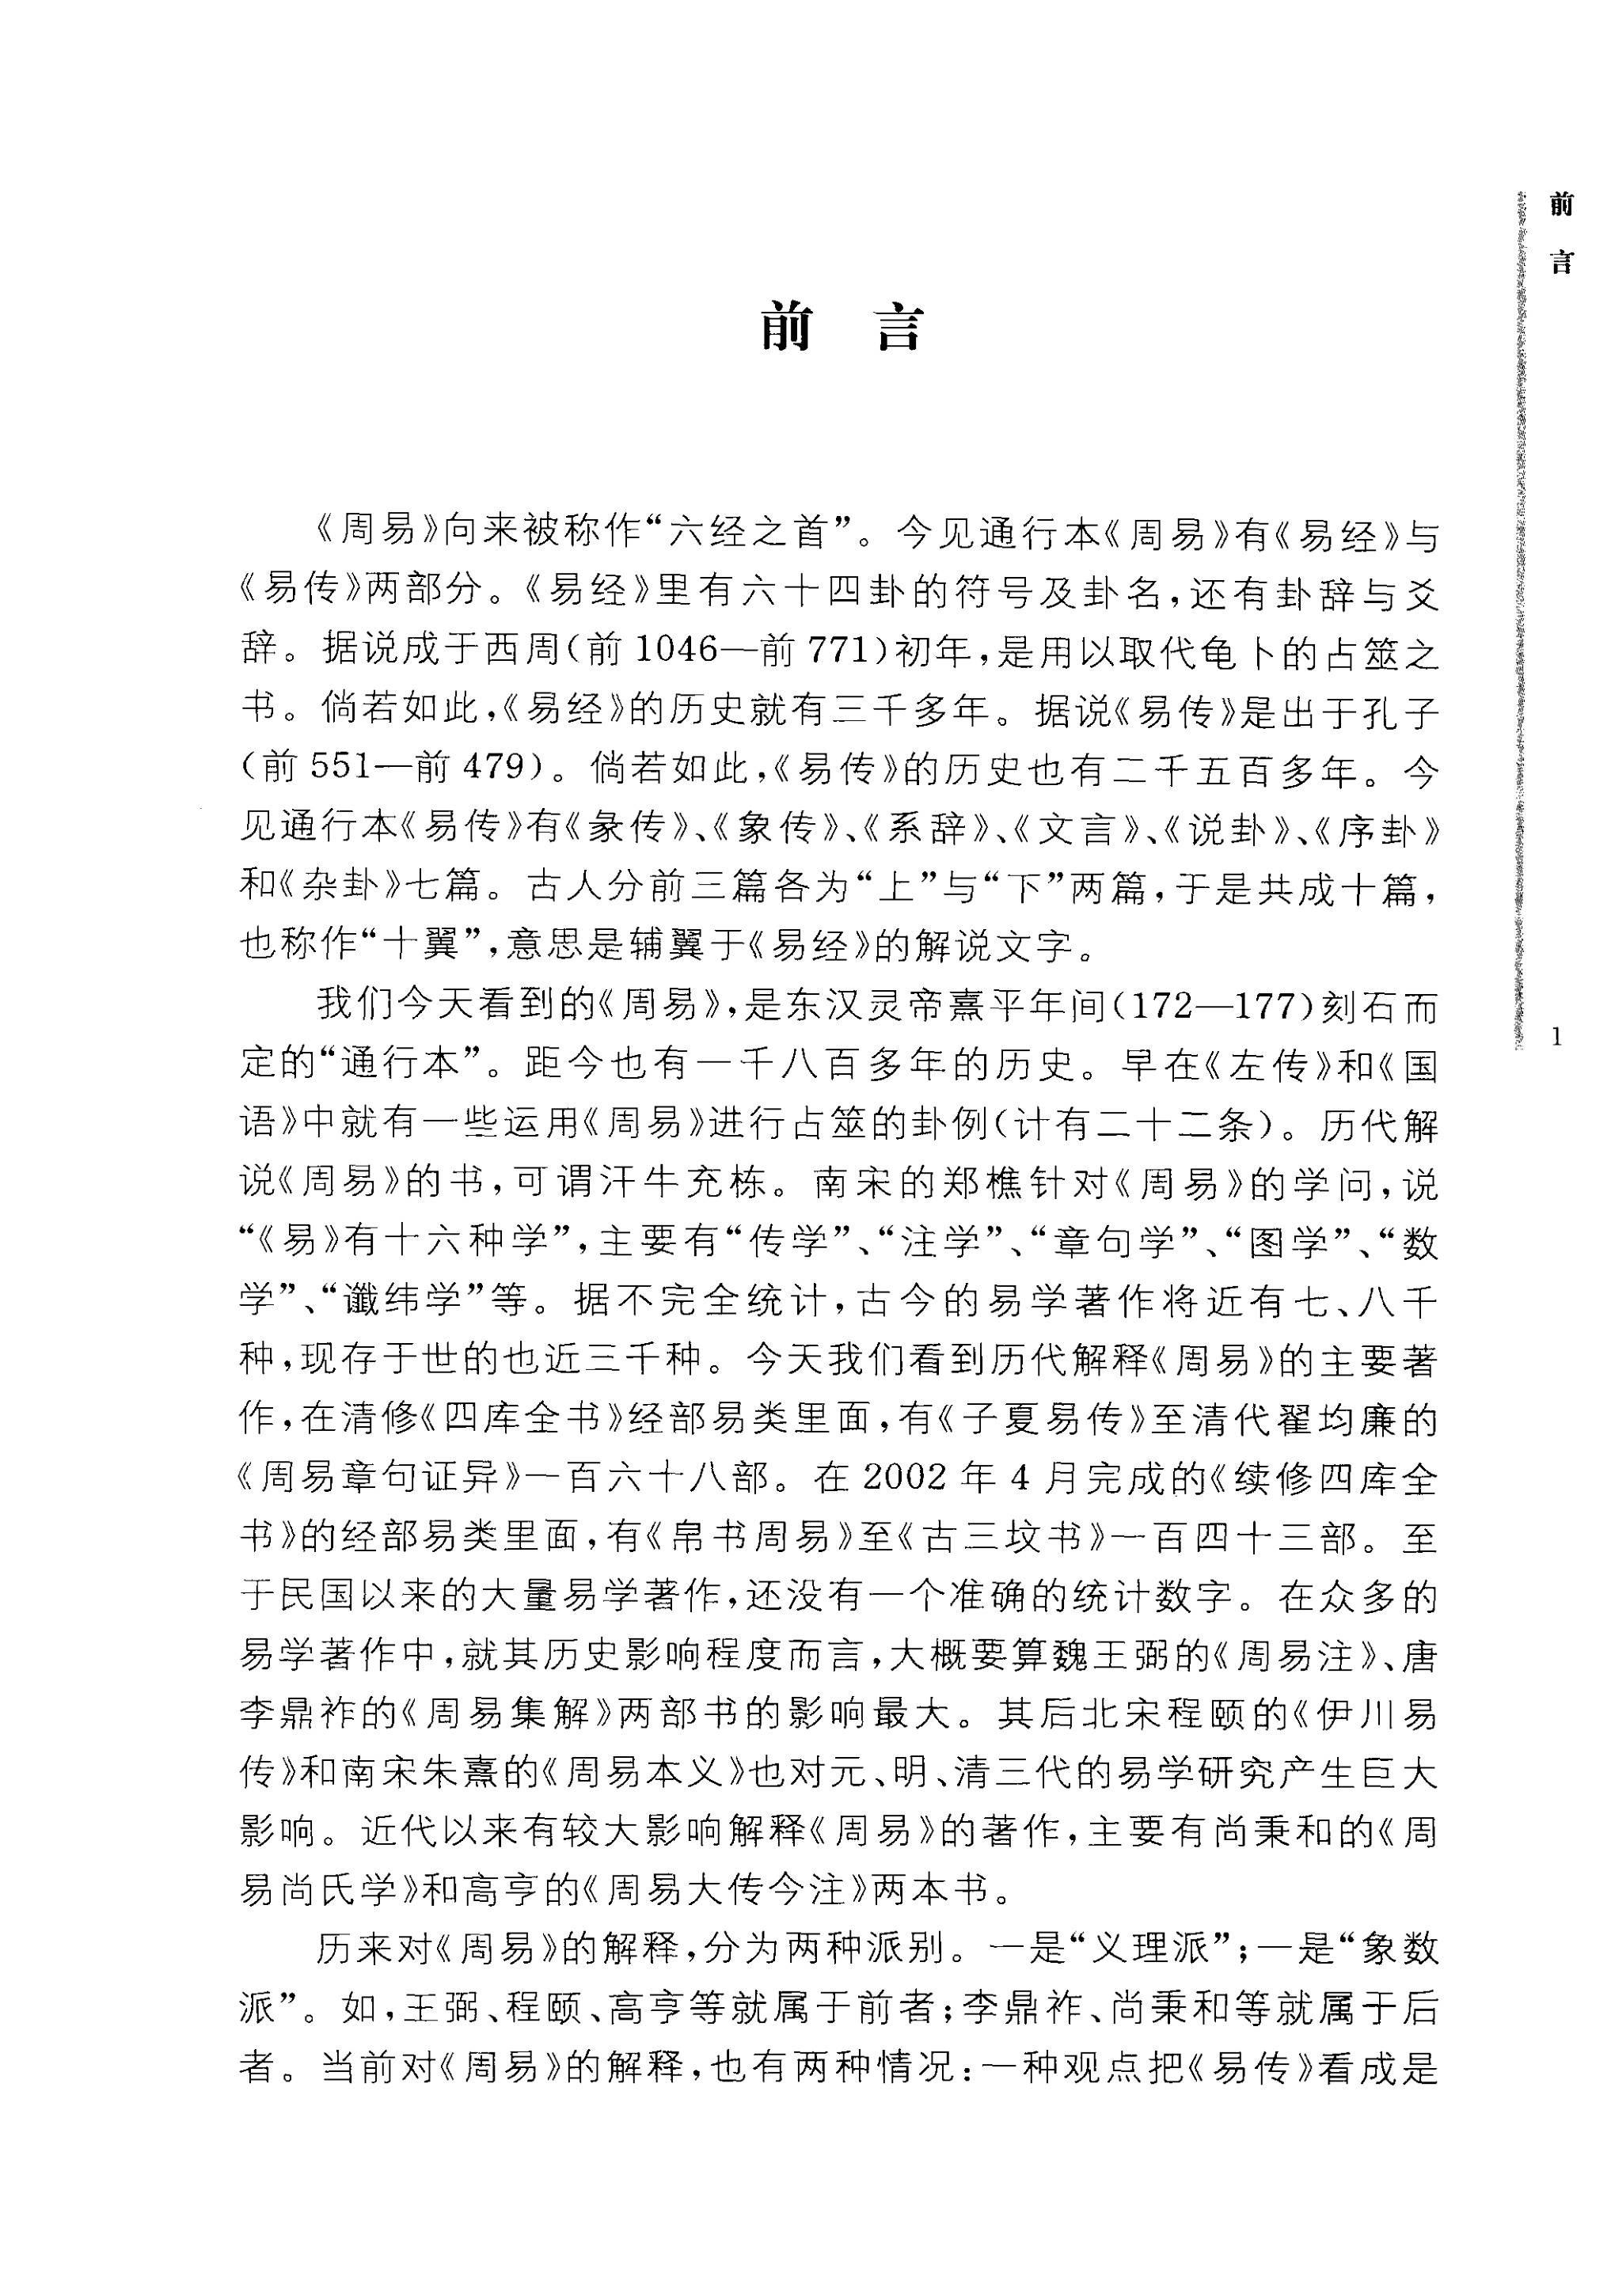 前言
《周易》向来被称作“六经之首”。今见通行本《周易》有《易经》与
《易传》两部分。《易经》里有六十四卦的符号及卦名,还有卦辞与爻
辞。据说成于西周(前1046—前771)初年,是用以取代龟卜的占筮之
书。倘若如此,《易经》的历史就有三千多年。据说《易传》是出于孔子
(前551—前479)。倘若如此,《易传》的历史也有二千五百多年。今
见通行本《易传》有《彖传》、《象传》、《系辞》、《文言》、《说卦》、《序卦》
和《杂卦》七篇。古人分前三篇各为“上”与“下”两篇,于是共成十篇,
也称作“十翼”,意思是辅翼于《易经》的解说文字。
我们今天看到的《周易》,是东汉灵帝熹平年间(172—177)刻石而
定的“通行本”。距今也有一千八百多年的历史。早在《左传》和《国
语》中就有一些运用《周易》进行占筮的卦例(计有二十二条)。历代解
说《周易》的书,可谓汗牛充栋。南宋的郑樵针对《周易》的学问,说
“《易》有十六种学”,主要有“传学”、“注学”、“章句学”、“图学”、“数
学”、“谶纬学”等。据不完全统计,古今的易学著作将近有七、八千
种,现存于世的也近三千种。今天我们看到历代解释《周易》的主要著
作,在清修《四库全书》经部易类里面,有《子夏易传》至清代翟均廉的
《周易章句证异》一百六十八部。在2002年4月完成的《续修四库全
书》的经部易类里面,有《帛书周易》至《古三坟书》一百四十三部。至
于民国以来的大量易学著作,还没有一个准确的统计数字。在众多的
易学著作中,就其历史影响程度而言,大概要算魏王弼的《周易注》、唐
李鼎祚的《周易集解》两部书的影响最大。其后北宋程颐的《伊川易
传》和南宋朱熹的《周易本义》也对元、明、清三代的易学研究产生巨大
影响。近代以来有较大影响解释《周易》的著作,主要有尚秉和的《周
易尚氏学》和高亨的《周易大传今注》两本书。
历来对《周易》的解释,分为两种派别。一是“义理派”;一是“象数
派”。如,王弼、程颐、高亨等就属于前者;李鼎祚、尚秉和等就属于后
者。当前对《周易》的解释,也有两种情况:一种观点把《易传》看成是
前言
1